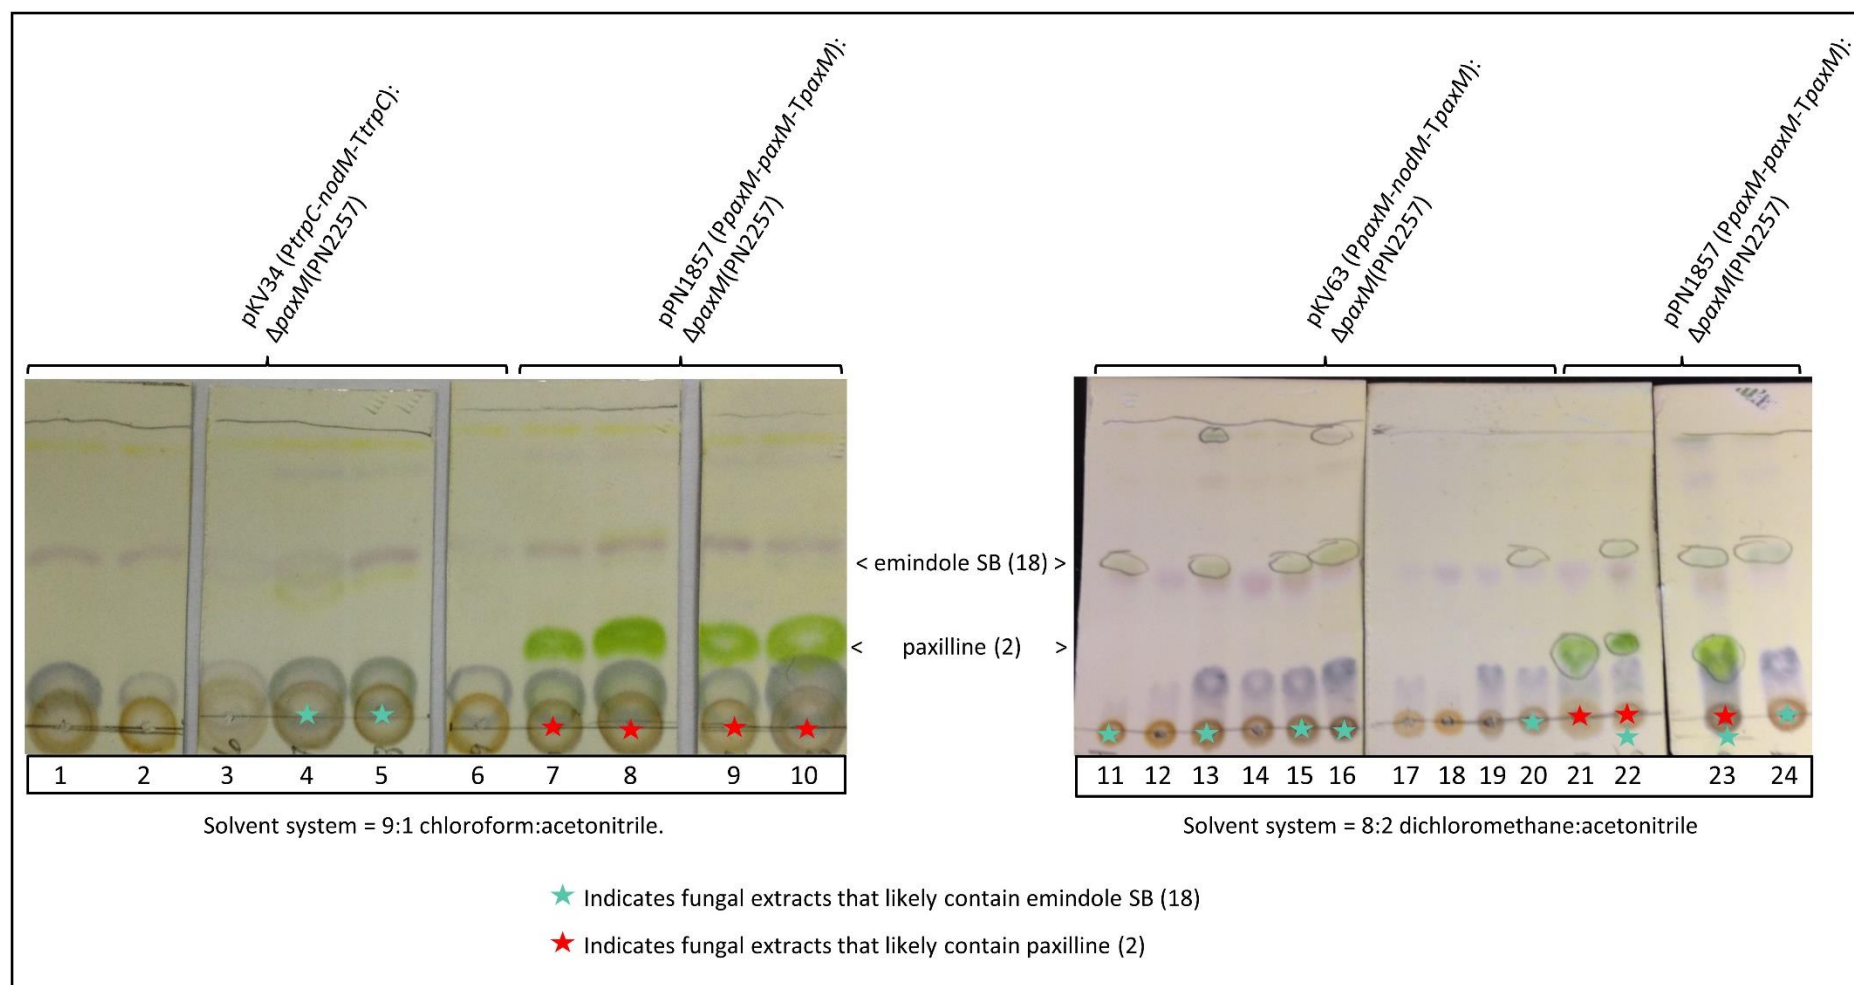 pKV34 (PtrpC-nodM-TtrpC):
ΔpaxM(PN2257)
pPN1857 (PpaxM-paxM-TpaxM):
ΔpaxM(PN2257)
pKV63 (PpaxM-nodM-TpaxM):
ΔpaxM(PN2257)
pPN1857 (PpaxM-paxM-TpaxM):
ΔpaxM(PN2257)
< emindole SB (18) >
< paxilline (2) >
1 2 3 4 5 6 7 8 9 10
11 12 13 14 15 16 17 18 19 20 21 22 23 24
Solvent system = 9:1 chloroform:acetonitrile.
Solvent system = 8:2 dichloromethane:acetonitrile
Indicates fungal extracts that likely contain emindole SB (18)
Indicates fungal extracts that likely contain paxilline (2)